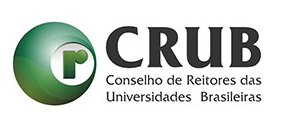 r
CRUB
Conselho de Reitores das
Universidades Brasileiras